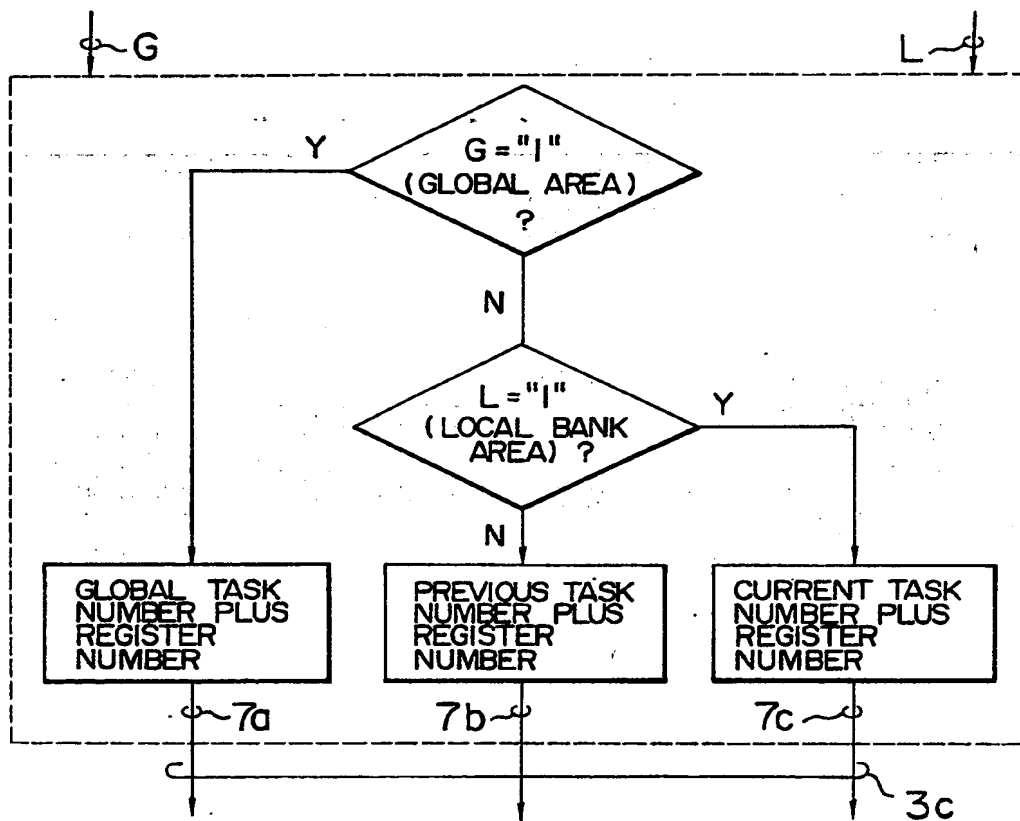 G
L
Y
G = "1"
(GLOBAL AREA)
?
N
L = "1"
(LOCAL BANK
AREA) ?
Y
N
GLOBAL TASK
NUMBER PLUS
REGISTER
NUMBER
PREVIOUS TASK
NUMBER PLUS
REGISTER
NUMBER
CURRENT TASK
NUMBER PLUS
REGISTER
NUMBER
7a
7b
7c
3c